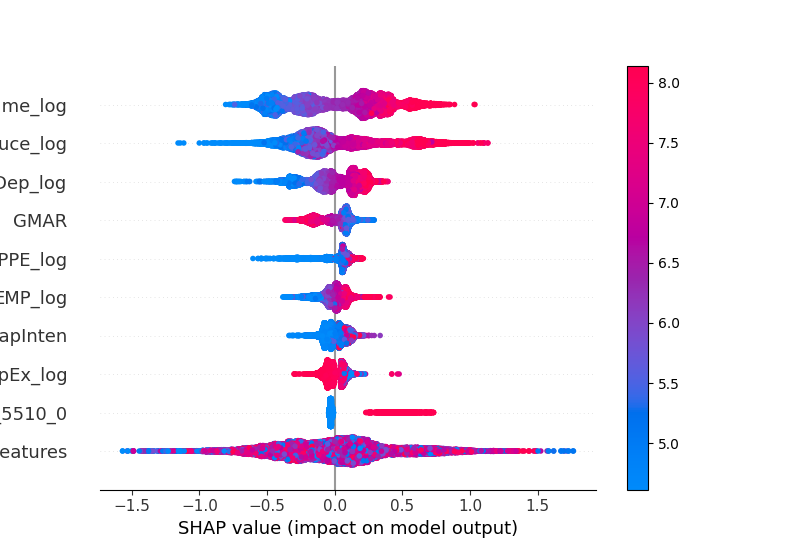 me_log
uce_log
Dep_log
GMAR
PPE_log
EMP_log
apInten
pEx_log
_5510_0
eatures
−1.5 −1.0 −0.5 0.0 0.5 1.0 1.5
SHAP value (impact on model output)
8.0
7.5
7.0
6.5
6.0
5.5
5.0